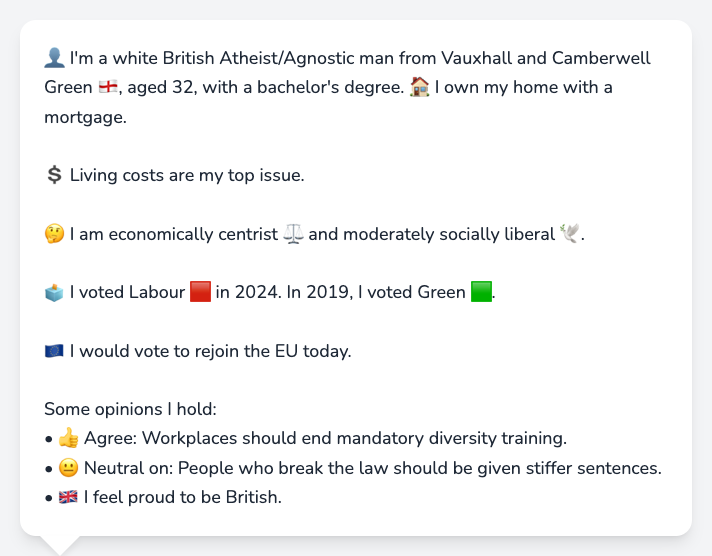 👤 I'm a white British Atheist/Agnostic man from Vauxhall and Camberwell
Green 🏴󠁧󠁢󠁥󠁮󠁧󠁿, aged 32, with a bachelor's degree. 🏠 I own my home with a
mortgage.
💲 Living costs are my top issue.
🤔 I am economically centrist ⚖️ and moderately socially liberal 🕊️.
🗳️ I voted Labour 🟥 in 2024. In 2019, I voted Green 🟩.
🇪🇺 I would vote to rejoin the EU today.
Some opinions I hold:
• 👍 Agree: Workplaces should end mandatory diversity training.
• 😐 Neutral on: People who break the law should be given stiffer sentences.
• 🇬🇧 I feel proud to be British.